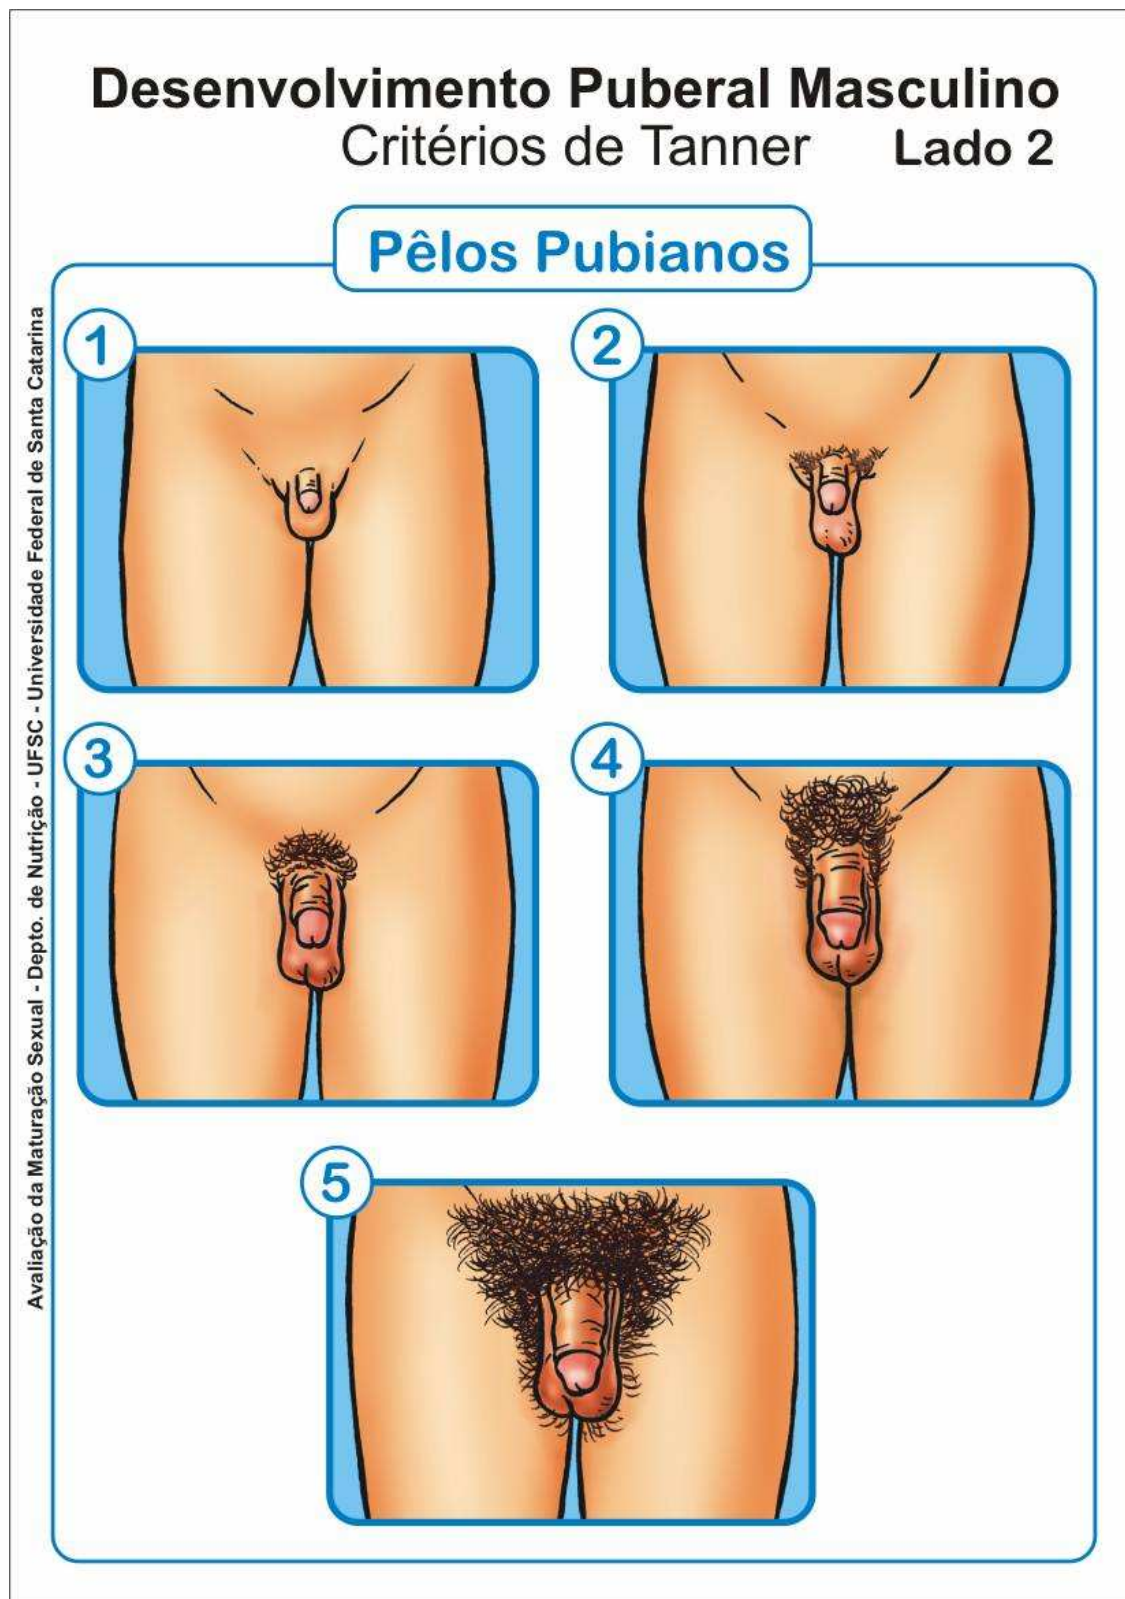 Desenvolvimento Puberal Masculino
Critérios de Tanner Lado 2
Pêlos Pubianos
1
2
3
4
5
Avaliação da Maturação Sexual - Depto. de Nutrição - UFSC - Universidade Federal de Santa Catarina